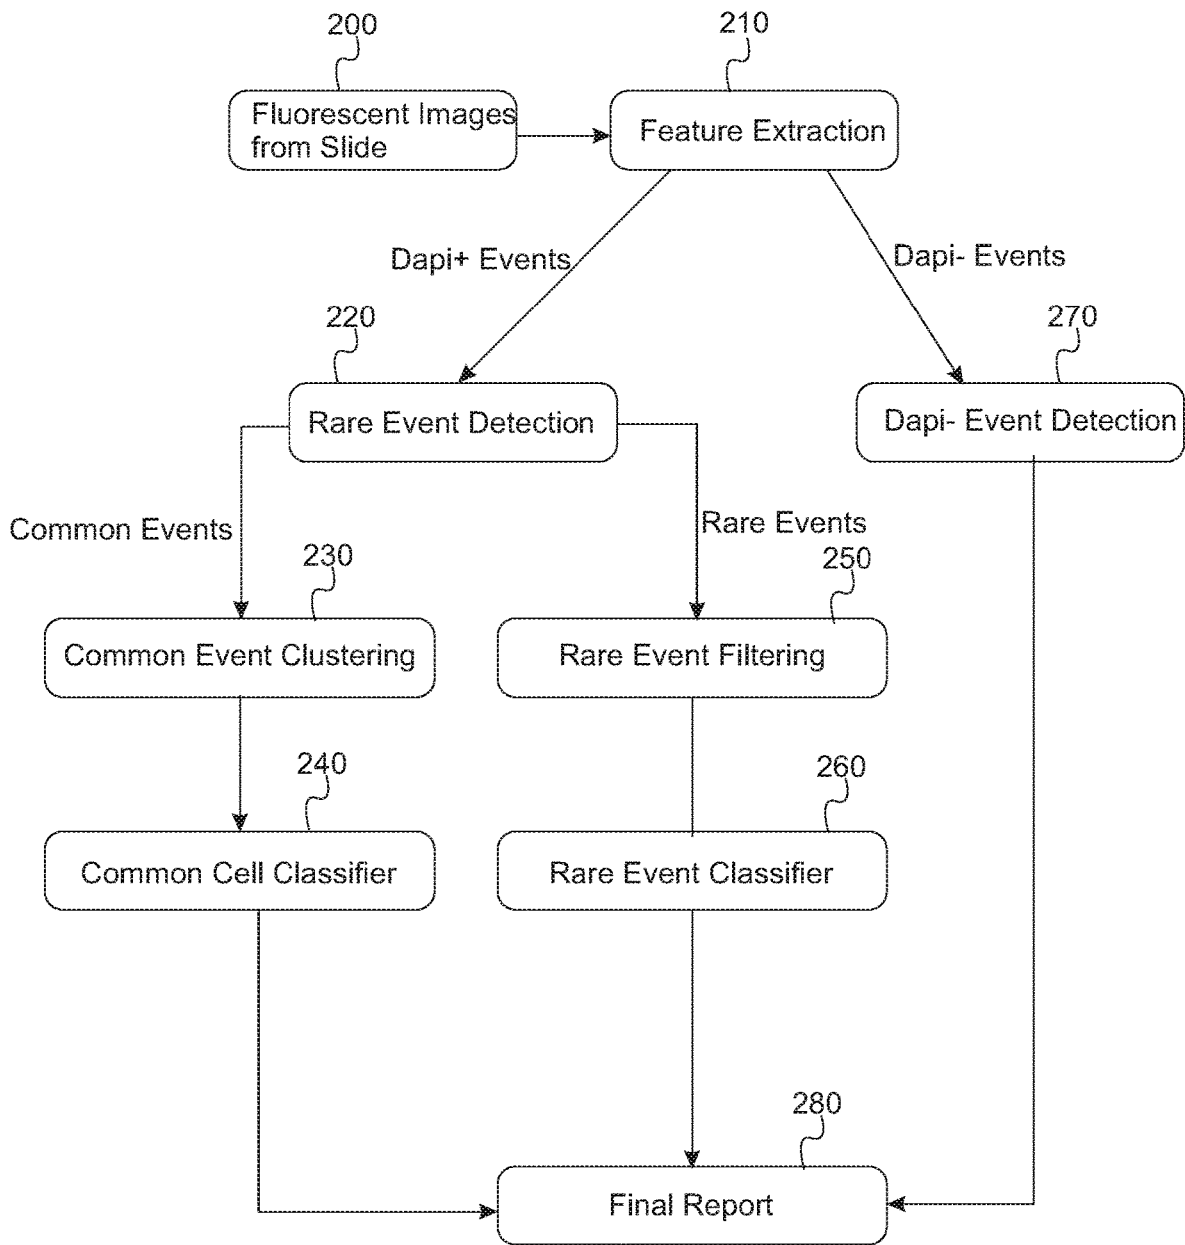 200
210
Fluorescent Images
from Slide
Feature Extraction
Dapi+ Events
Dapi- Events
220
270
Rare Event Detection
Dapi- Event Detection
Common Events
Rare Events
230
250
Common Event Clustering
Rare Event Filtering
240
260
Common Cell Classifier
Rare Event Classifier
280
Final Report